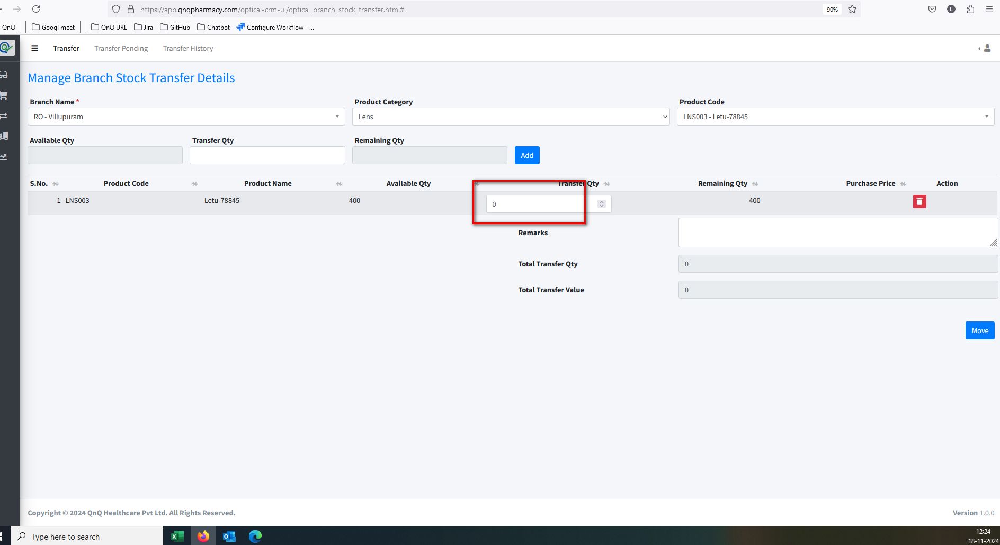 https://app.qnqpharmacy.com/optical-crm-ui/optical_branch_stock_transfer.html#
90%
L
QnQ
Googl meet
QnQ URL
Jira
GitHub
Chatbot
Configure Workflow - ...
Transfer
Transfer Pending
Transfer History
Manage Branch Stock Transfer Details
Branch Name *
Product Category
Product Code
RO - Villupuram
Lens
LNS003 - Letu-78845
Available Qty
Transfer Qty
Remaining Qty
Add
S.No. Product Code Product Name Available Qty Transfer Qty Remaining Qty Purchase Price Action
1 LNS003 Letu-78845 400 0 400
Remarks
Total Transfer Qty
0
Total Transfer Value
0
Move
Copyright © 2024 QnQ Healthcare Pvt Ltd. All Rights Reserved.
Version 1.0.0
Type here to search
12:24
18-11-2024